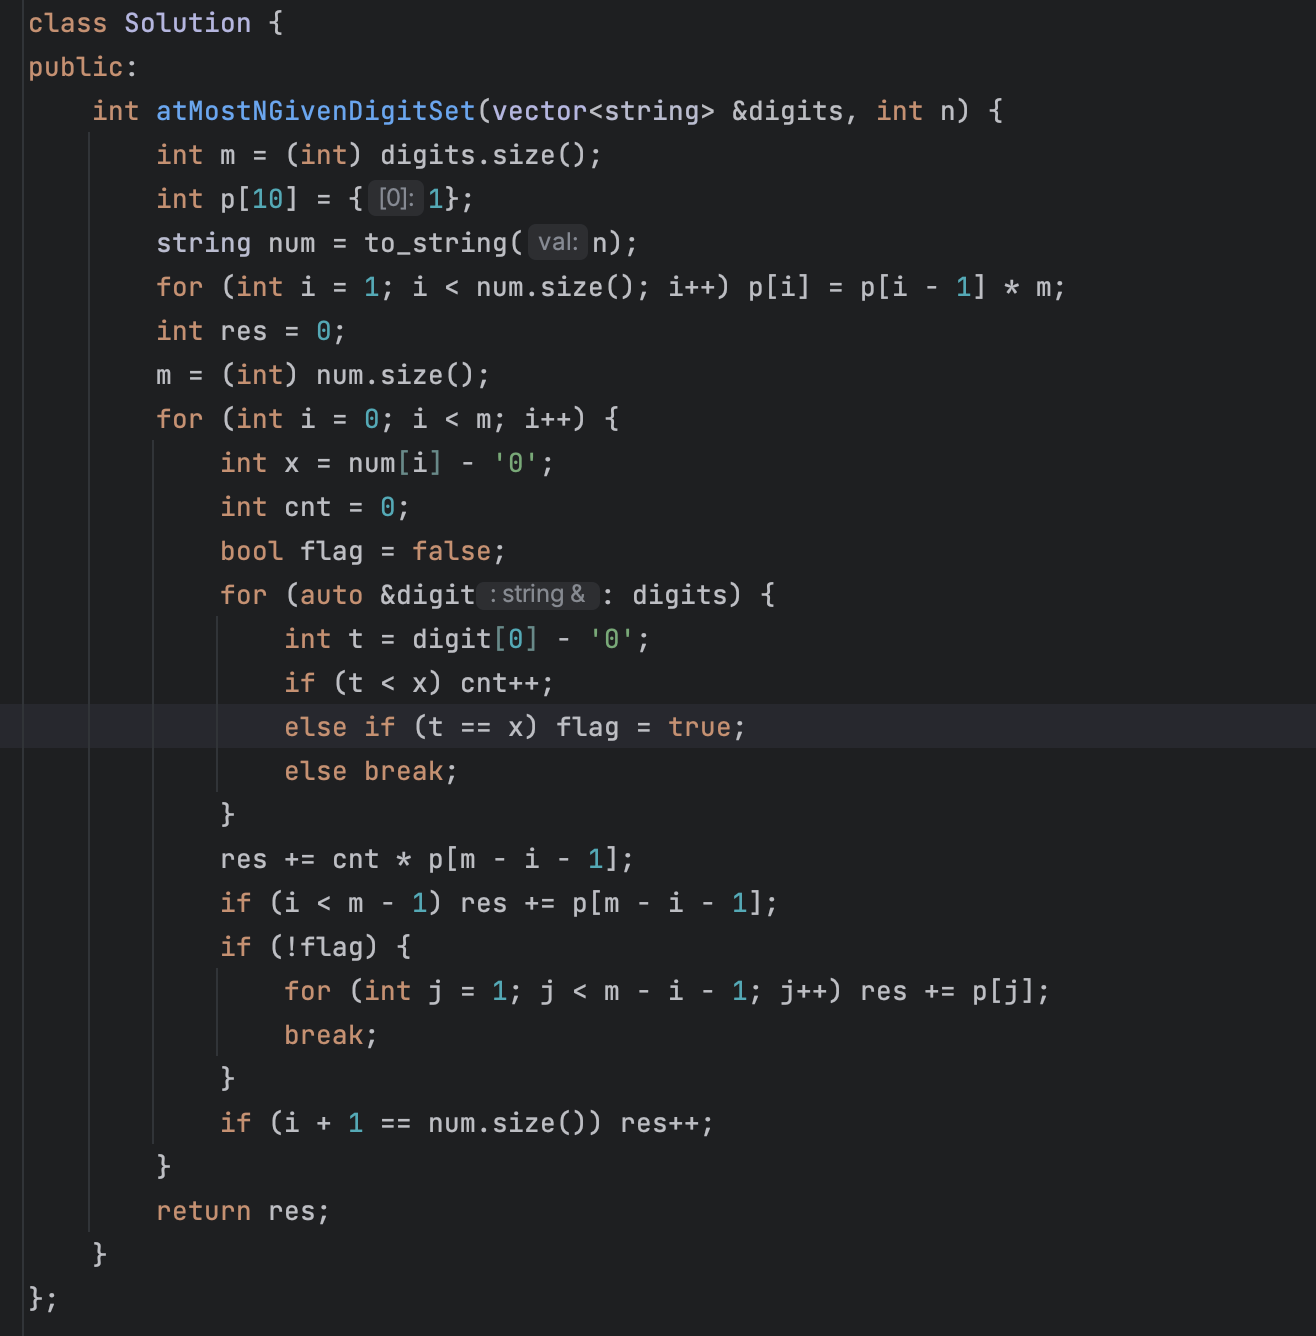 class Solution {
public:
    int atMostNGivenDigitSet(vector<string> &digits, int n) {
        int m = (int) digits.size();
        int p[10] = {[0]: 1};
        string num = to_string(val: n);
        for (int i = 1; i < num.size(); i++) p[i] = p[i - 1] * m;
        int res = 0;
        m = (int) num.size();
        for (int i = 0; i < m; i++) {
            int x = num[i] - '0';
            int cnt = 0;
            bool flag = false;
            for (auto &digit : string & : digits) {
                int t = digit[0] - '0';
                if (t < x) cnt++;
                else if (t == x) flag = true;
                else break;
            }
            res += cnt * p[m - i - 1];
            if (i < m - 1) res += p[m - i - 1];
            if (!flag) {
                for (int j = 1; j < m - i - 1; j++) res += p[j];
                break;
            }
            if (i + 1 == num.size()) res++;
        }
        return res;
    }
};